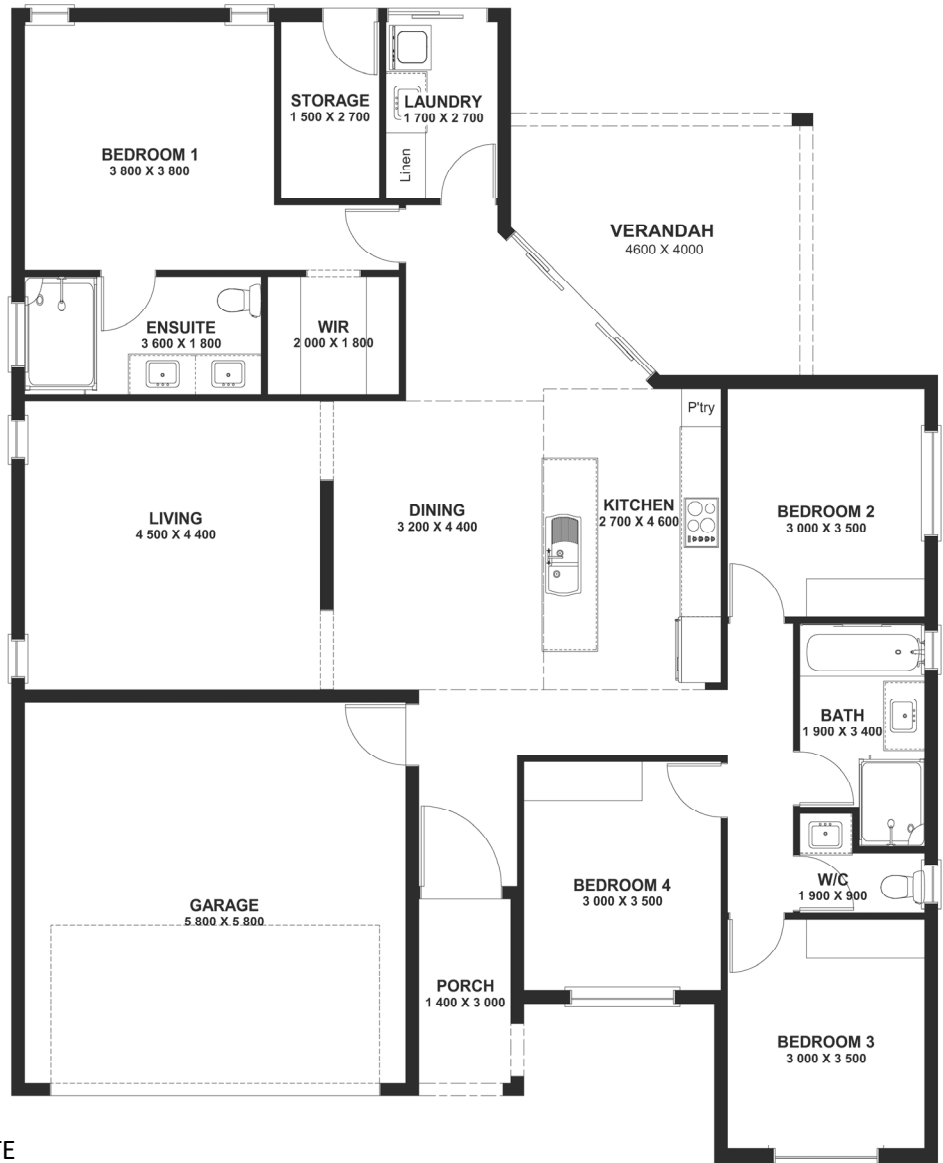 STORAGE
1 500 X 2 700
LAUNDRY
1 700 X 2 700
Linen
BEDROOM 1
3 800 X 3 800
VERANDAH
4600 X 4000
ENSUITE
3 600 X 1 800
WIR
2 000 X 1 800
P'try
LIVING
4 500 X 4 400
DINING
3 200 X 4 400
KITCHEN
2 700 X 4 600
BEDROOM 2
3 000 X 3 500
BATH
1 900 X 3 400
GARAGE
5 800 X 5 800
BEDROOM 4
3 000 X 3 500
W/C
1 900 X 900
PORCH
1 400 X 3 000
BEDROOM 3
3 000 X 3 500
TE